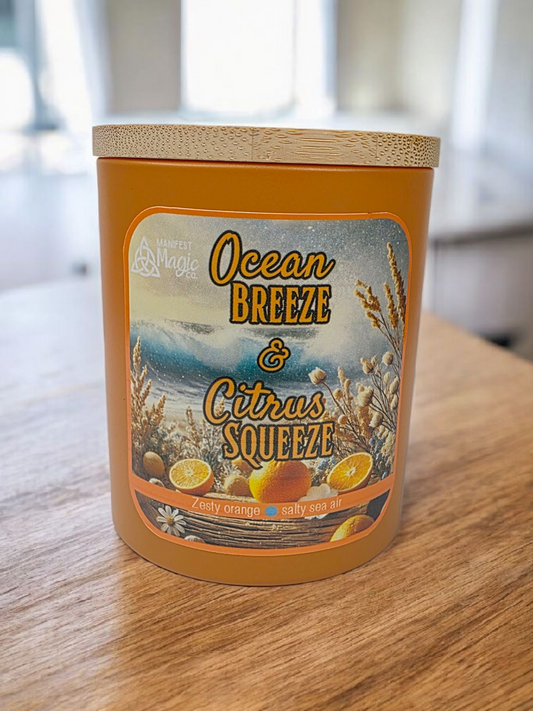 MANIFEST
Magic
CO.
Ocean
BREEZE
&
Citrus
SQUEEZE
Zesty orange salty sea air